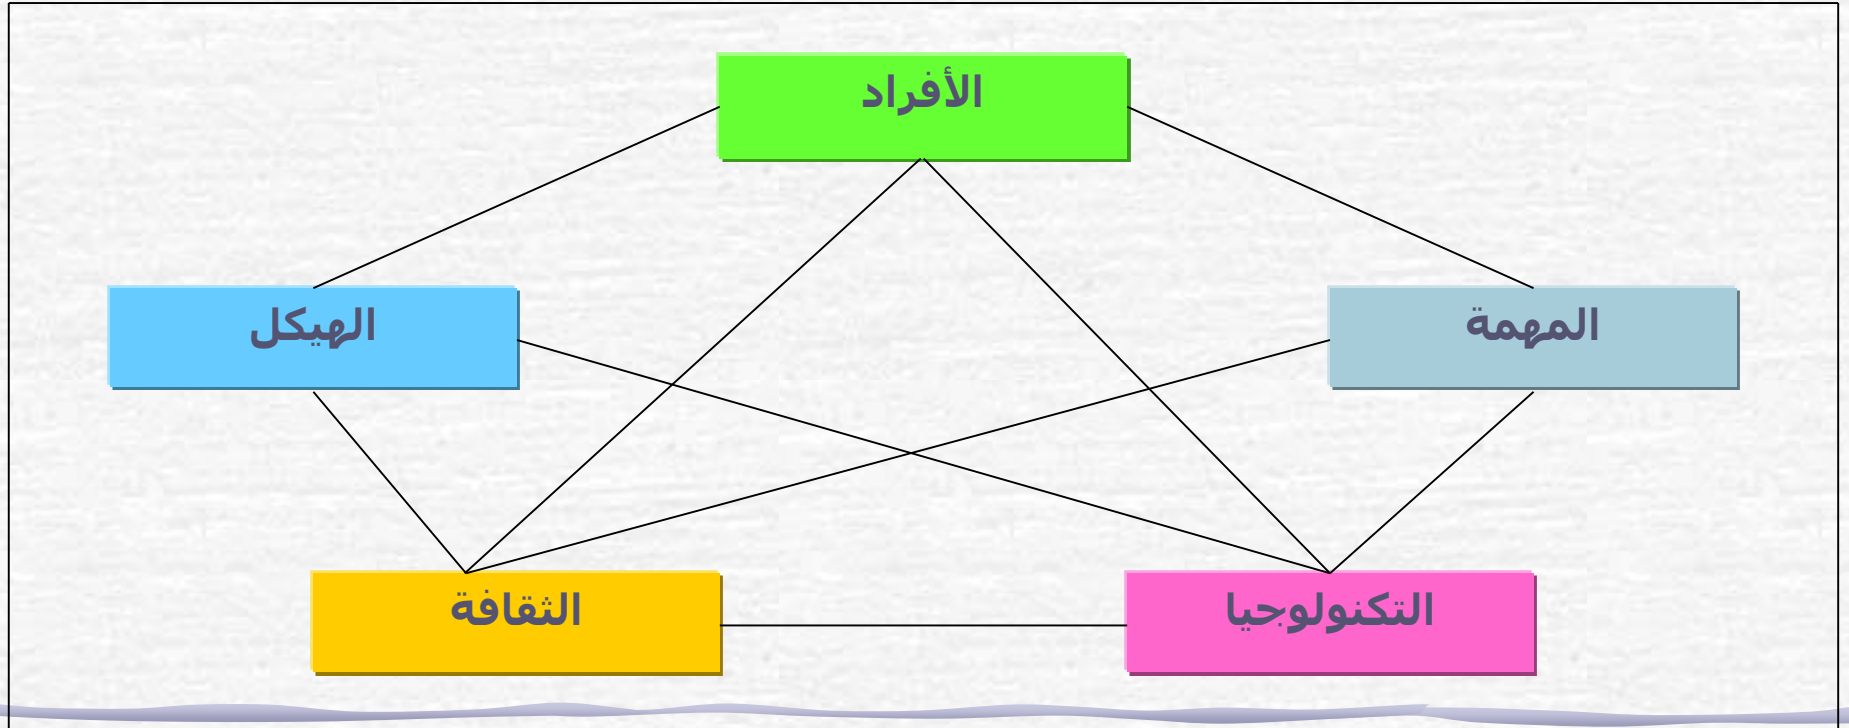 الأفراد
المهمة
الهيكل
التكنولوجيا
الثقافة